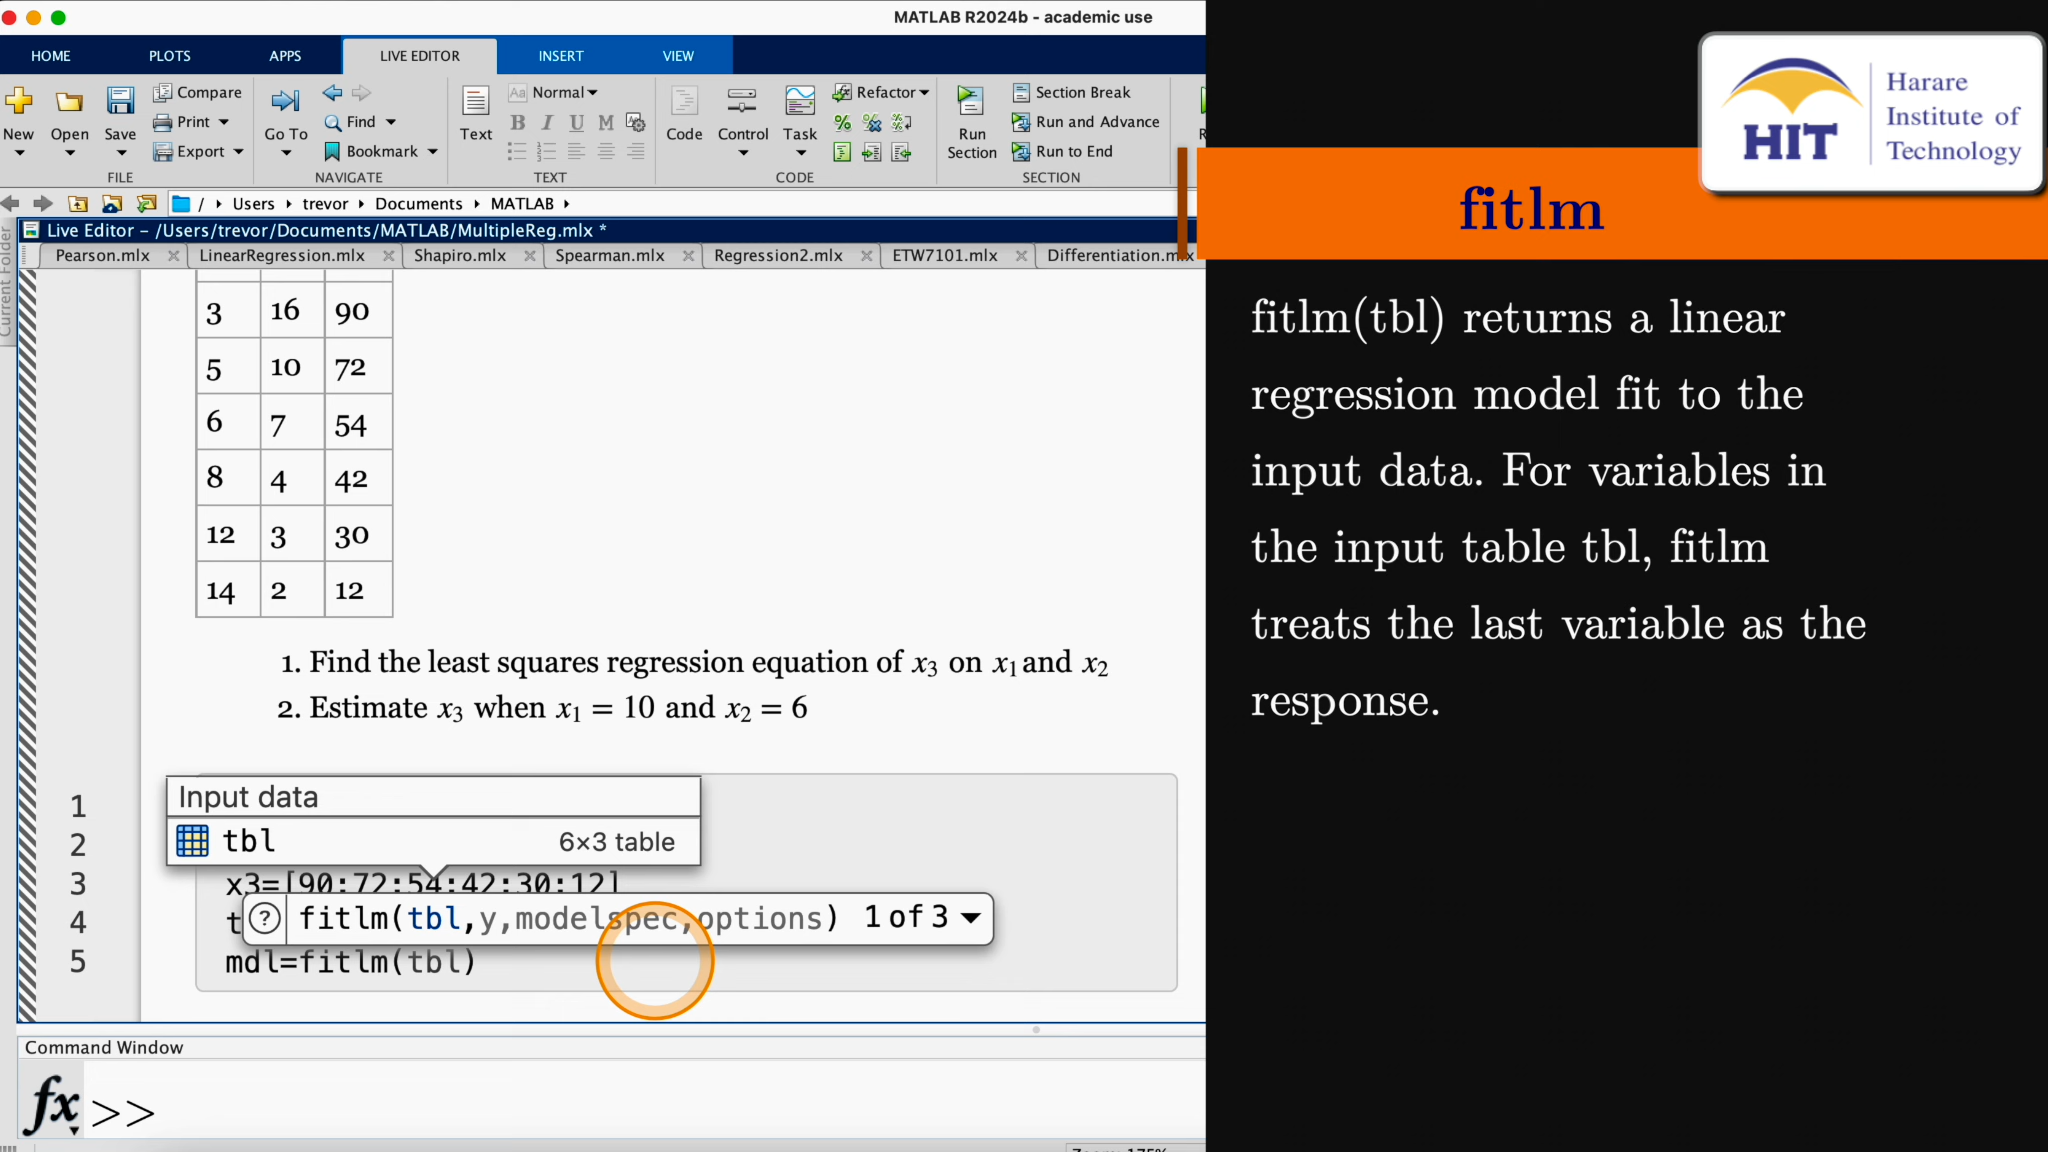 MATLAB R2024b - academic use
HOME PLOTS APPS LIVE EDITOR INSERT VIEW
New Open Save Compare Print Export
FILE
Go To Find Bookmark
NAVIGATE
Text Aa Normal B I U M
TEXT
Code Control Task Refactor
CODE
Run Section Section Break Run and Advance Run to End
SECTION
/ Users trevor Documents MATLAB
Current Folder
Live Editor – /Users/trevor/Documents/MATLAB/MultipleReg.mlx *
Pearson.mlx LinearRegression.mlx Shapiro.mlx Spearman.mlx Regression2.mlx ETW7101.mlx Differentiation.mlx
3 16 90
5 10 72
6 7 54
8 4 42
12 3 30
14 2 12
1. Find the least squares regression equation of x₃ on x₁ and x₂
2. Estimate x₃ when x₁ = 10 and x₂ = 6
1
2
3
4
5
Input data
tbl 6×3 table
x3=[90;72;54;42;30;12]
t
? fitlm(tbl,y,modelspec,options) 1 of 3
mdl=fitlm(tbl)
Command Window
fx >>
HIT
Harare
Institute of
Technology
fitlm
fitlm(tbl) returns a linear
regression model fit to the
input data. For variables in
the input table tbl, fitlm
treats the last variable as the
response.